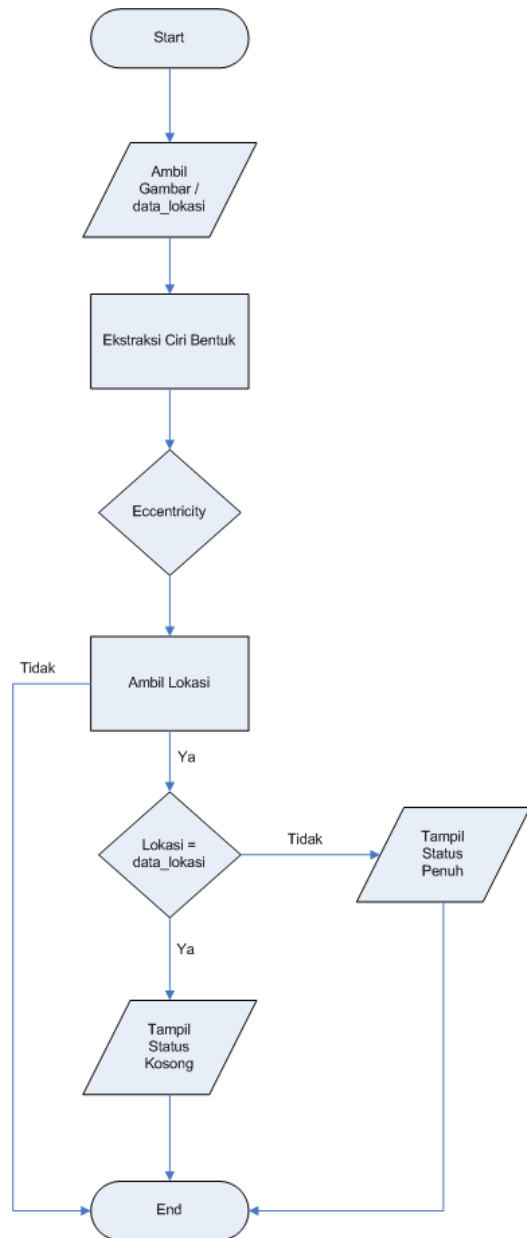 Start
Ambil
Gambar /
data_lokasi
Ekstraksi Ciri Bentuk
Eccentricity
Tidak
Ambil Lokasi
Ya
Lokasi =
data_lokasi
Tidak
Tampil
Status
Penuh
Ya
Tampil
Status
Kosong
End